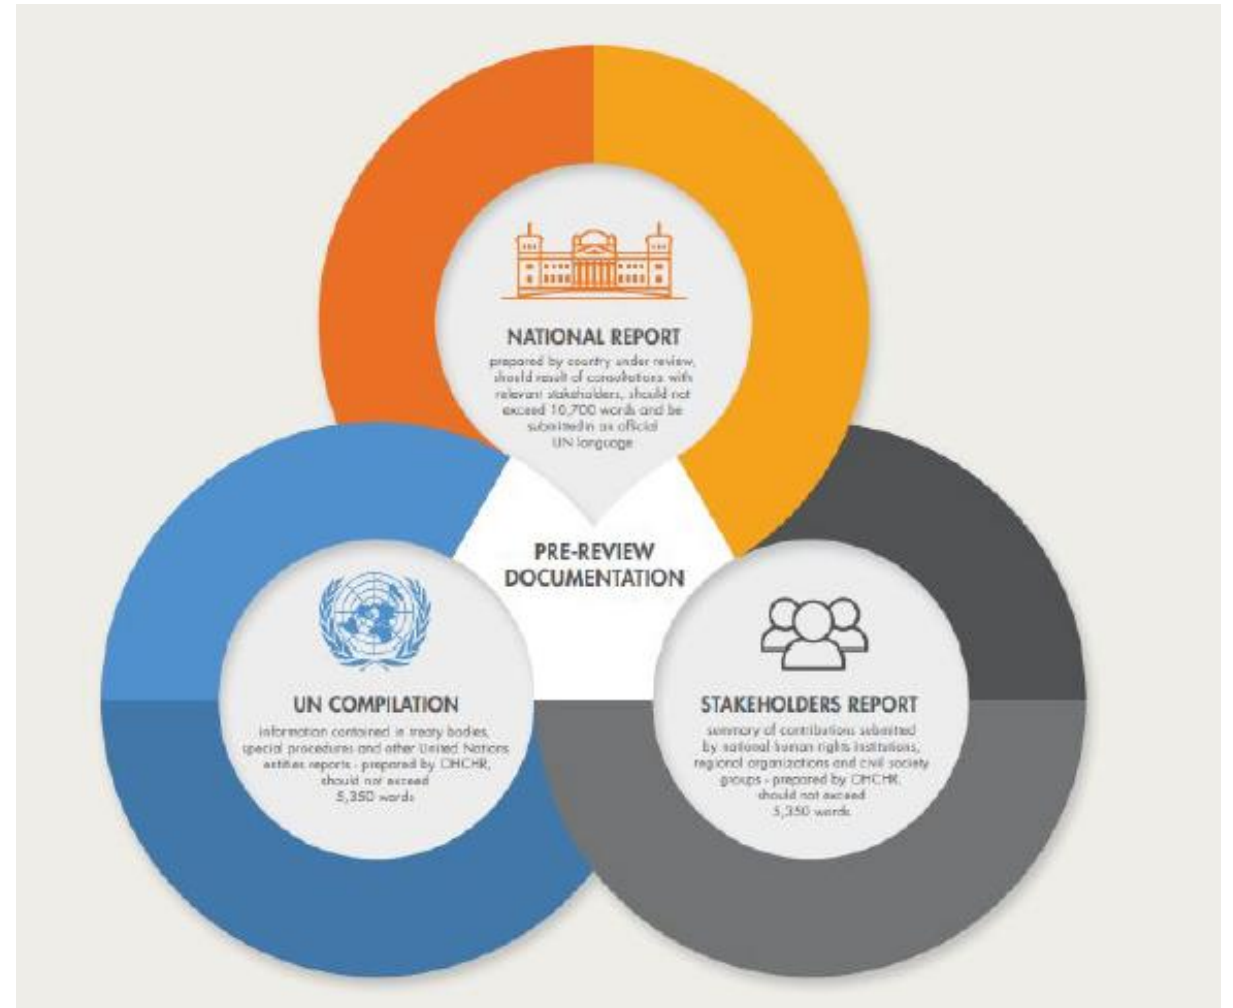 NATIONAL REPORT
prepared by country under review,
should result of consultations with
relevant stakeholders, should not
exceed 10,700 words and be
submitted in an official
UN language
PRE-REVIEW
DOCUMENTATION
UN COMPILATION
information contained in treaty bodies,
special procedures and other United Nations
entities reports - prepared by OHCHR,
should not exceed
5,350 words
STAKEHOLDERS REPORT
summary of contributions submitted
by national human rights institutions,
regional organizations and civil society
groups - prepared by OHCHR,
should not exceed
5,350 words